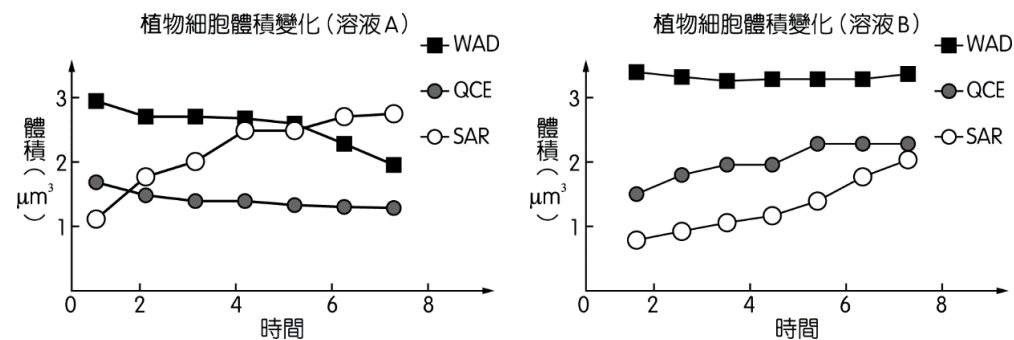 植物細胞體積變化（溶液A）
WAD
QCE
SAR
體積（μm³）
3
2
1
0 2 4 6 8
時間
植物細胞體積變化（溶液B）
WAD
QCE
SAR
體積（μm³）
3
2
1
0 2 4 6 8
時間